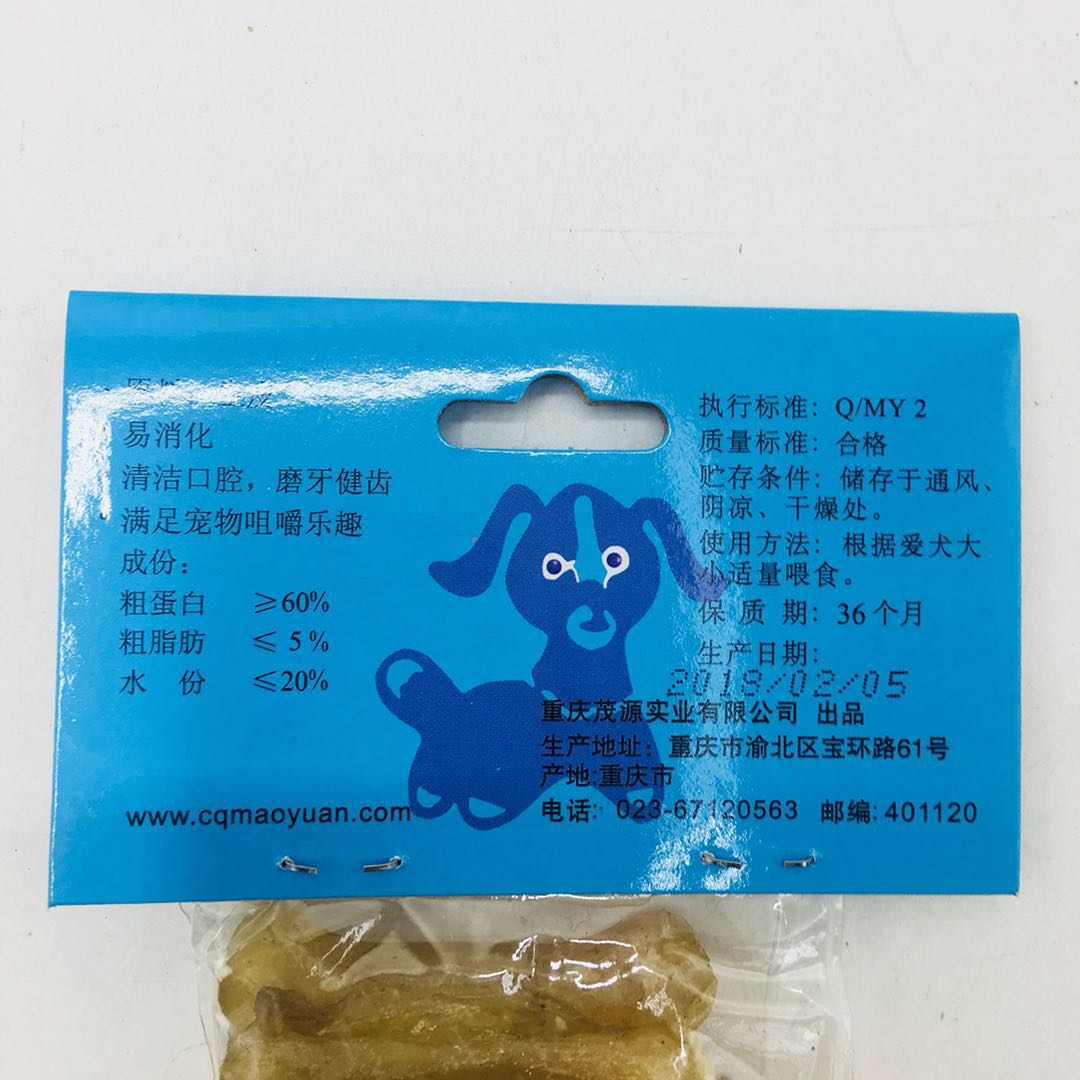 易消化
清洁口腔，磨牙健齿
满足宠物咀嚼乐趣
成份：
粗蛋白 ≥60%
粗脂肪 ≤ 5 %
水 份 ≤20%
www.cqmaoyuan.com
执行标准：Q/MY 2
质量标准：合格
贮存条件：储存于通风、
阴凉、干燥处。
使用方法：根据爱犬大
小适量喂食。
保 质 期：36个月
生产日期：
2018/02/05
重庆茂源实业有限公司 出品
生产地址：重庆市渝北区宝环路61号
产地:重庆市
电话: 023-67120563 邮编: 401120